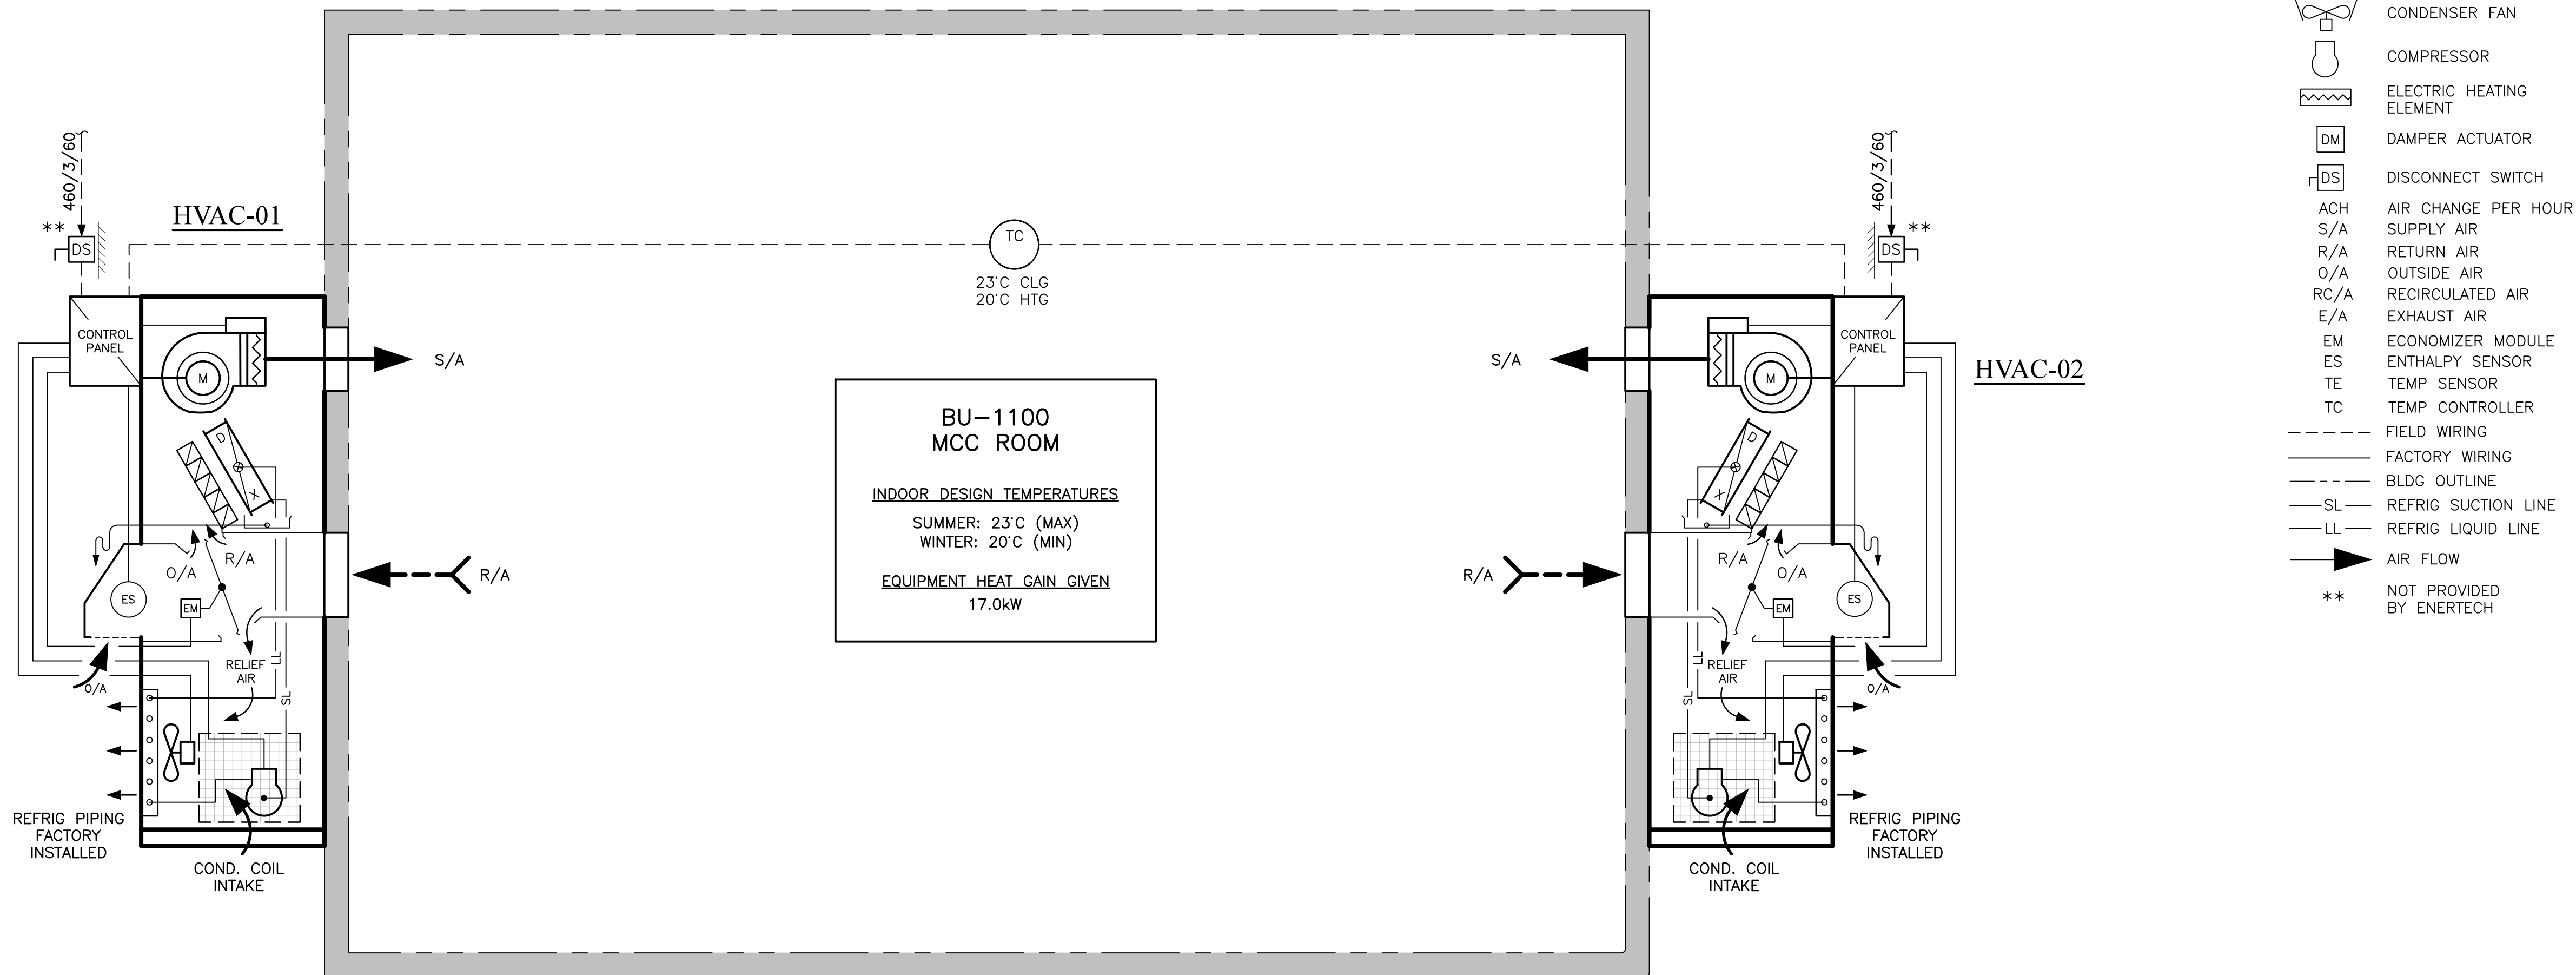 HVAC-01
460/3/60
**
DS
CONTROL
PANEL
M
D
X
R/A
O/A
ES
EM
RELIEF
AIR
LL
SL
O/A
REFRIG PIPING
FACTORY
INSTALLED
COND. COIL
INTAKE
S/A
R/A
TC
23°C CLG
20°C HTG
BU-1100
MCC ROOM
INDOOR DESIGN TEMPERATURES
SUMMER: 23°C (MAX)
WINTER: 20°C (MIN)
EQUIPMENT HEAT GAIN GIVEN
17.0kW
S/A
R/A
460/3/60
**
DS
CONTROL
PANEL
HVAC-02
M
D
X
R/A
O/A
ES
EM
RELIEF
AIR
LL
SL
O/A
REFRIG PIPING
FACTORY
INSTALLED
COND. COIL
INTAKE
CONDENSER FAN
COMPRESSOR
ELECTRIC HEATING
ELEMENT
DM DAMPER ACTUATOR
DS DISCONNECT SWITCH
ACH AIR CHANGE PER HOUR
S/A SUPPLY AIR
R/A RETURN AIR
O/A OUTSIDE AIR
RC/A RECIRCULATED AIR
E/A EXHAUST AIR
EM ECONOMIZER MODULE
ES ENTHALPY SENSOR
TE TEMP SENSOR
TC TEMP CONTROLLER
FIELD WIRING
FACTORY WIRING
BLDG OUTLINE
SL REFRIG SUCTION LINE
LL REFRIG LIQUID LINE
AIR FLOW
** NOT PROVIDED
BY ENERTECH